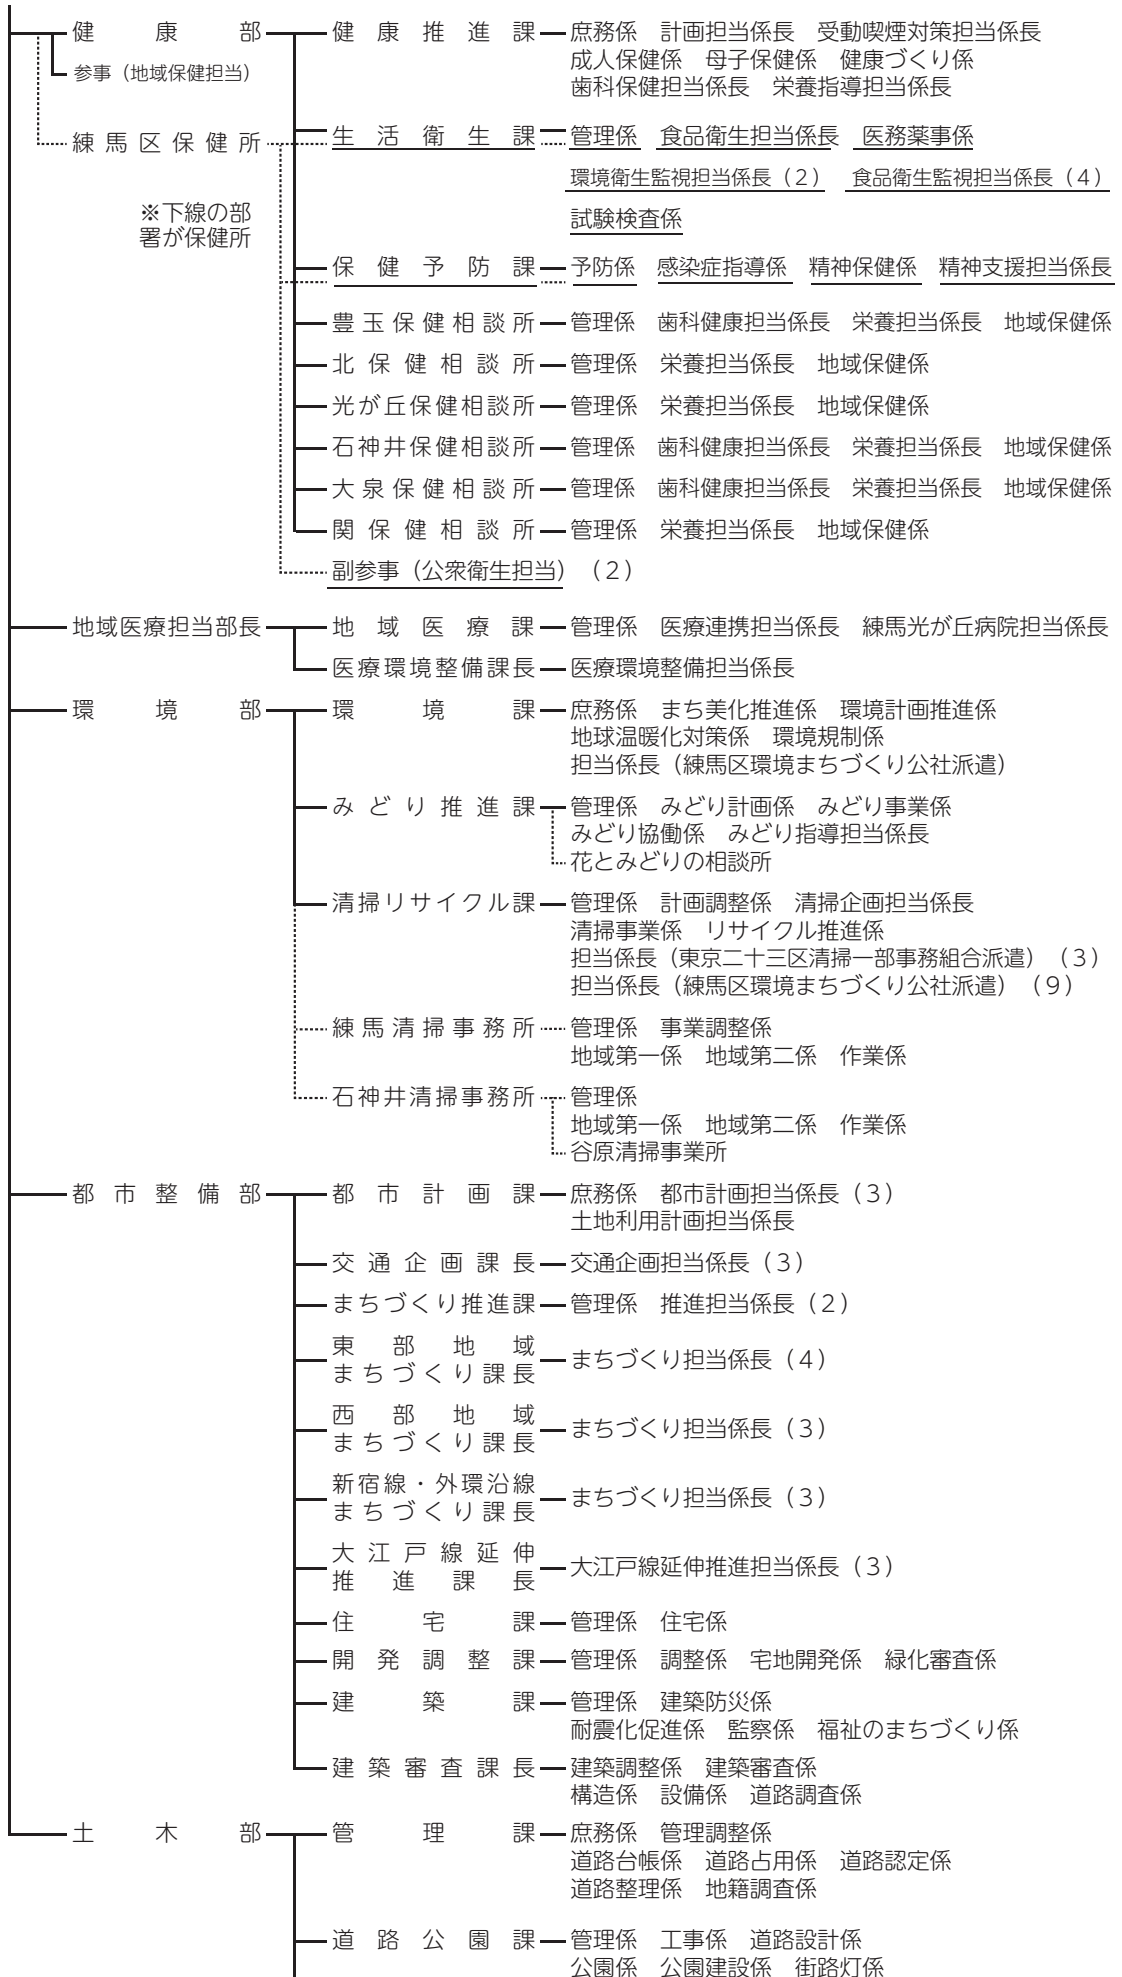 健康部 健康推進課 庶務係 計画担当係長 受動喫煙対策担当係長
成人保健係 母子保健係 健康づくり係
参事（地域保健担当）
歯科保健担当係長 栄養指導担当係長
練馬区保健所 生活衛生課 管理係 食品衛生担当係長 医務薬事係
環境衛生監視担当係長（２） 食品衛生監視担当係長（４）
※下線の部
署が保健所
試験検査係
保健予防課 予防係 感染症指導係 精神保健係 精神支援担当係長
豊玉保健相談所 管理係 歯科健康担当係長 栄養担当係長 地域保健係
北保健相談所 管理係 栄養担当係長 地域保健係
光が丘保健相談所 管理係 栄養担当係長 地域保健係
石神井保健相談所 管理係 歯科健康担当係長 栄養担当係長 地域保健係
大泉保健相談所 管理係 歯科健康担当係長 栄養担当係長 地域保健係
関保健相談所 管理係 栄養担当係長 地域保健係
副参事（公衆衛生担当）（２）
地域医療担当部長 地域医療課 管理係 医療連携担当係長 練馬光が丘病院担当係長
医療環境整備課長 医療環境整備担当係長
環境部 環境課 庶務係 まち美化推進係 環境計画推進係
地球温暖化対策係 環境規制係
担当係長（練馬区環境まちづくり公社派遣）
みどり推進課 管理係 みどり計画係 みどり事業係
みどり協働係 みどり指導担当係長
花とみどりの相談所
清掃リサイクル課 管理係 計画調整係 清掃企画担当係長
清掃事業係 リサイクル推進係
担当係長（東京二十三区清掃一部事務組合派遣）（３）
担当係長（練馬区環境まちづくり公社派遣）（９）
練馬清掃事務所 管理係 事業調整係
地域第一係 地域第二係 作業係
石神井清掃事務所 管理係
地域第一係 地域第二係 作業係
谷原清掃事業所
都市整備部 都市計画課 庶務係 都市計画担当係長（３）
土地利用計画担当係長
交通企画課長 交通企画担当係長（３）
まちづくり推進課 管理係 推進担当係長（２）
東部地域
まちづくり課長 まちづくり担当係長（４）
西部地域
まちづくり課長 まちづくり担当係長（３）
新宿線・外環沿線
まちづくり課長 まちづくり担当係長（３）
大江戸線延伸
推進課長 大江戸線延伸推進担当係長（３）
住宅課 管理係 住宅係
開発調整課 管理係 調整係 宅地開発係 緑化審査係
建築課 管理係 建築防災係
耐震化促進係 監察係 福祉のまちづくり係
建築審査課長 建築調整係 建築審査係
構造係 設備係 道路調査係
土木部 管理課 庶務係 管理調整係
道路台帳係 道路占用係 道路認定係
道路整理係 地籍調査係
道路公園課 管理係 工事係 道路設計係
公園係 公園建設係 街路灯係